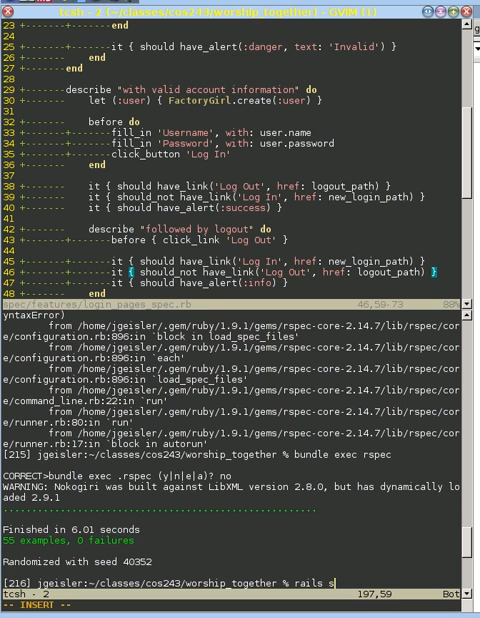 tcsh - 2 (~/classes/cos243/worship_together) - GVIM (1)
23 +-------+-------end
24
25 +-------+-------it { should have_alert(:danger, text: 'Invalid') }
26 +-------    end
27 +-------end
28
29 +-------describe "with valid account information" do
30 +-------    let (:user) { FactoryGirl.create(:user) }
31
32 +-------    before do
33 +-------+-------fill_in 'Username', with: user.name
34 +-------+-------fill_in 'Password', with: user.password
35 +-------+-------click_button 'Log In'
36 +-------    end
37
38 +-------    it { should have_link('Log Out', href: logout_path) }
39 +-------    it { should_not have_link('Log In', href: new_login_path) }
40 +-------    it { should have_alert(:success) }
41
42 +-------    describe "followed by logout" do
43 +-------+-------before { click_link 'Log Out' }
44
45 +-------+-------it { should have_link('Log In', href: new_login_path) }
46 +-------+-------it { should_not have_link('Log Out', href: logout_path) }
47 +-------+-------it { should have_alert(:info) }
48 +-------    end
spec/features/login_pages_spec.rb 46,59-73 88%
yntaxError)
from /home/jgeisler/.gem/ruby/1.9.1/gems/rspec-core-2.14.7/lib/rspec/cor
e/configuration.rb:896:in `block in load_spec_files'
from /home/jgeisler/.gem/ruby/1.9.1/gems/rspec-core-2.14.7/lib/rspec/cor
e/configuration.rb:896:in `each'
from /home/jgeisler/.gem/ruby/1.9.1/gems/rspec-core-2.14.7/lib/rspec/cor
e/configuration.rb:896:in `load_spec_files'
from /home/jgeisler/.gem/ruby/1.9.1/gems/rspec-core-2.14.7/lib/rspec/cor
e/command_line.rb:22:in `run'
from /home/jgeisler/.gem/ruby/1.9.1/gems/rspec-core-2.14.7/lib/rspec/cor
e/runner.rb:80:in `run'
from /home/jgeisler/.gem/ruby/1.9.1/gems/rspec-core-2.14.7/lib/rspec/cor
e/runner.rb:17:in `block in autorun'
[215] jgeisler:~/classes/cos243/worship_together % bundle exec rspec

CORRECT>bundle exec .rspec (y|n|e|a)? no
WARNING: Nokogiri was built against LibXML version 2.8.0, but has dynamically lo
aded 2.9.1
.......................................................

Finished in 6.01 seconds
55 examples, 0 failures

Randomized with seed 40352

[216] jgeisler:~/classes/cos243/worship_together % rails s
tcsh - 2 197,59 Bot
-- INSERT --